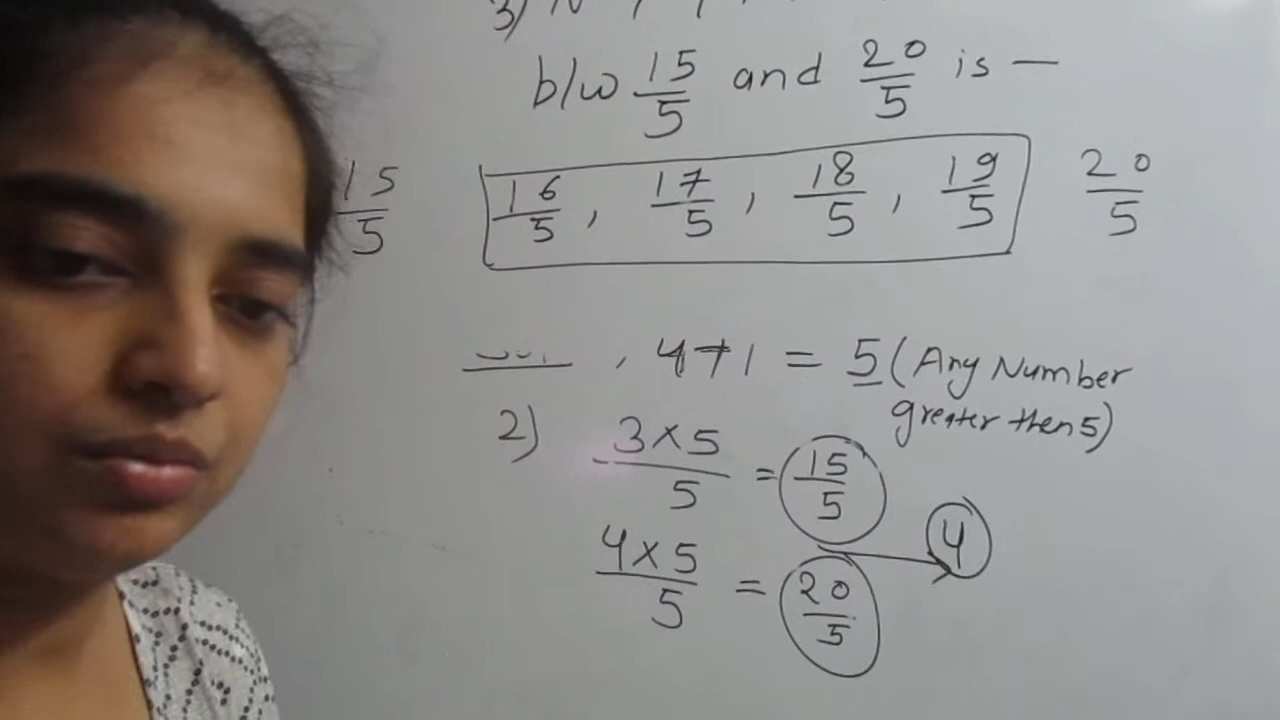 3) N
b/w 15/5 and 20/5 is —
15/5 16/5, 17/5, 18/5, 19/5 20/5
, 4+1 = 5 (Any Number
greater then 5)
2) 3×5/5 = 15/5
4
4×5/5 = 20/5